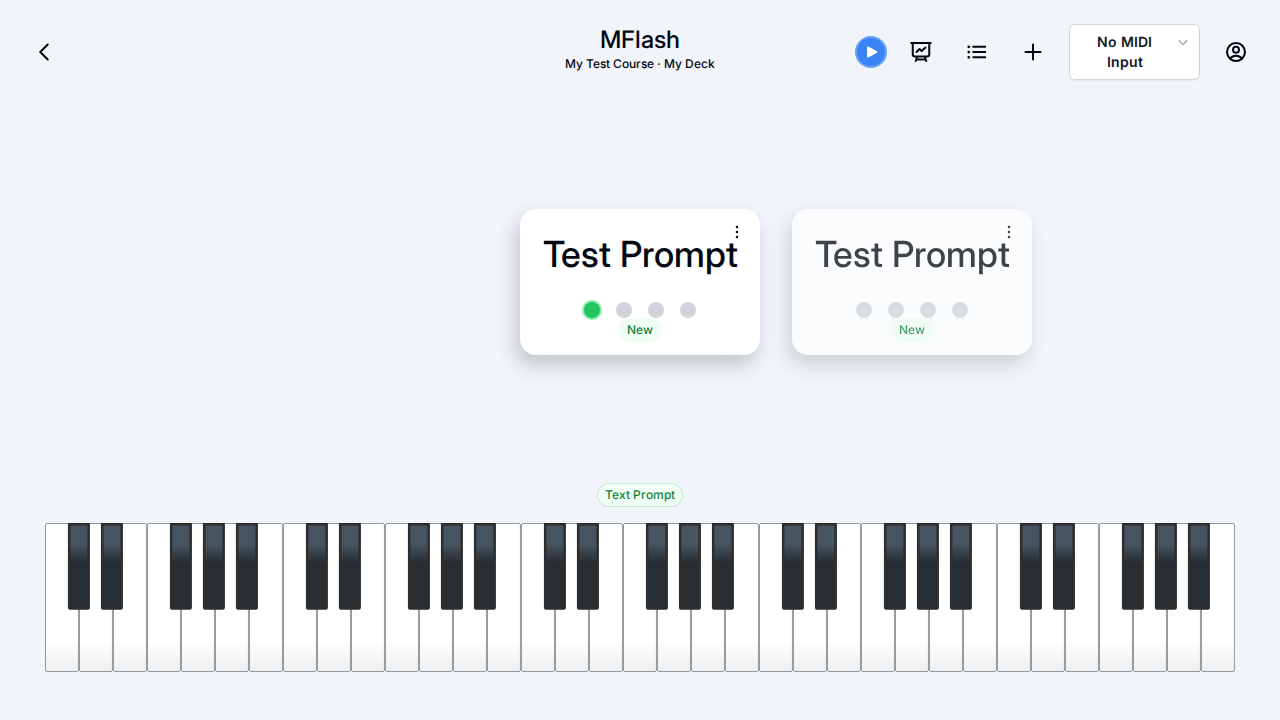 MFlash
My Test Course · My Deck
No MIDI
Input
Test Prompt
New
Test Prompt
New
Text Prompt